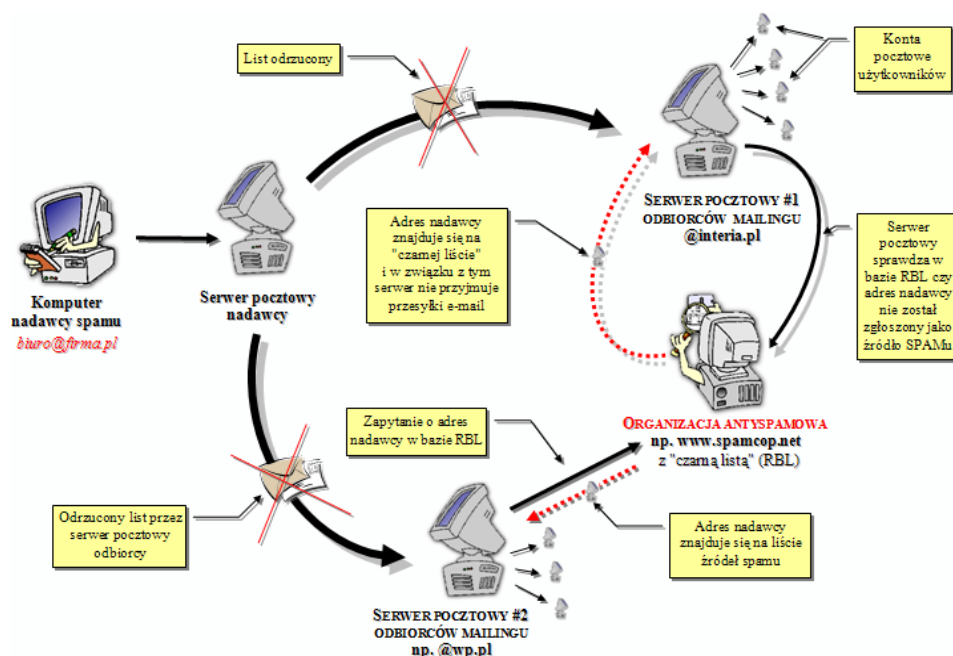 List odrzucony
Konta
pocztowe
użytkowników
SERWER POCZTOWY #1
ODBIORCÓW MAILINGU
@interia.pl
Adres nadawcy
znajduje się na
"czarnej liście"
i w związku z tym
serwer nie przyjmuje
przesyłki e-mail
Serwer
pocztowy
sprawdza w
bazie RBL czy
adres nadawcy
nie został
zgłoszony jako
źródło SPAMu
Komputer
nadawcy spamu
biuro@firma.pl
Serwer pocztowy
nadawcy
ORGANIZACJA ANTYSPAMOWA
np. www.spamcop.net
z "czarną listą" (RBL)
Zapytanie o adres
nadawcy w bazie RBL
Odrzucony list przez
serwer pocztowy
odbiorcy
Adres nadawcy
znajduje się na liście
źródeł spamu
SERWER POCZTOWY #2
ODBIORCÓW MAILINGU
np. @wp.pl